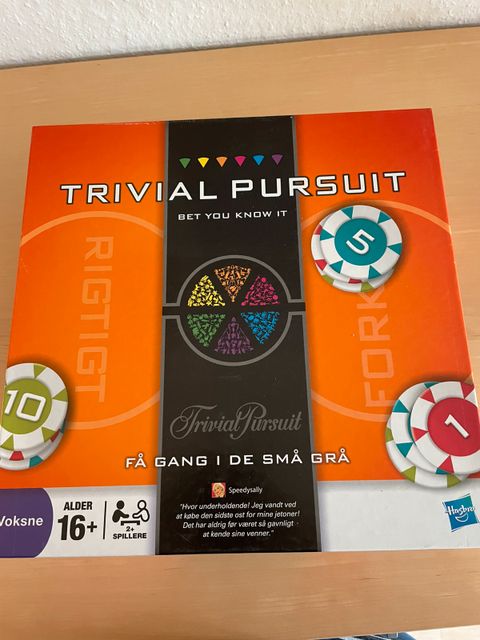 TRIVIAL PURSUIT
BET YOU KNOW IT
RIGTIGT
FORK
5
10
1
Trivial Pursuit
FÅ GANG I DE SMÅ GRÅ
Speedysally
"Hvor underholdende! Jeg vandt ved
at købe den sidste ost for mine jetoner!
Det har aldrig før været så gavnligt
at kende sine venner."
Voksne
ALDER
16+
2+
SPILLERE
Hasbro